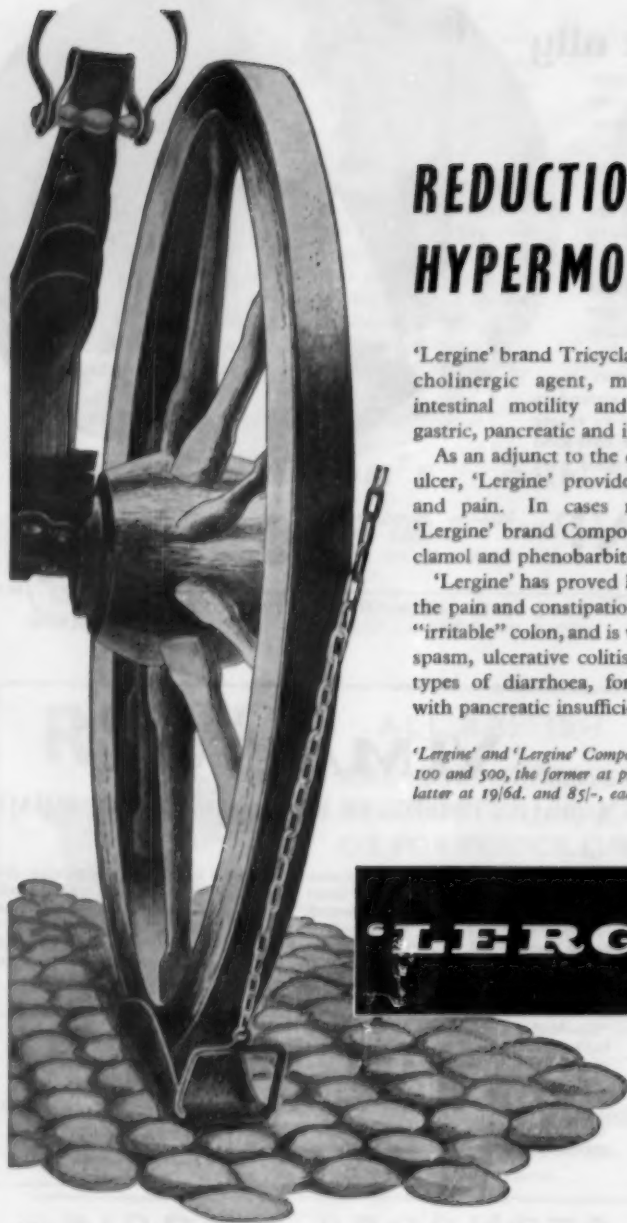 ally
REDUCTIO
HYPERMO
'Lergine' brand Tricycla
cholinergic agent, m
intestinal motility and
gastric, pancreatic and i
As an adjunct to the
ulcer, 'Lergine' provide
and pain. In cases
'Lergine' brand Compo
clamol and phenobarbit
'Lergine' has proved
the pain and constipatio
"irritable" colon, and is
spasm, ulcerative colitis
types of diarrhoea, for
with pancreatic insuffici
'Lergine' and 'Lergine' Comp
100 and 500, the former at p
latter at 19/6d. and 85/-, ea
'LERG